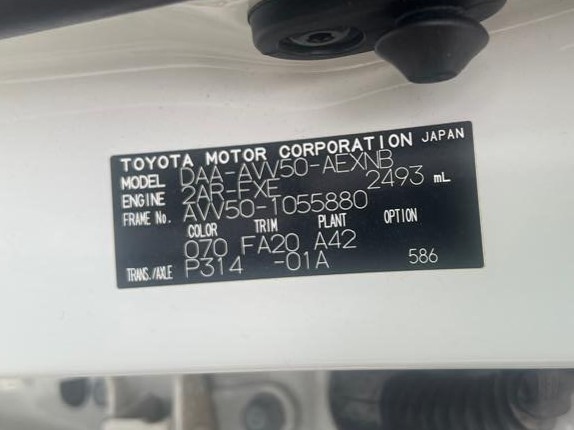 TOYOTA MOTOR CORPORATION JAPAN
MODEL DAA-AVV50-AEXNB
ENGINE 2AR-FXE 2493 mL
FRAME No. AVV50-1055880
COLOR TRIM PLANT OPTION
070 FA20 A42
TRANS./AXLE P314 -01A 586